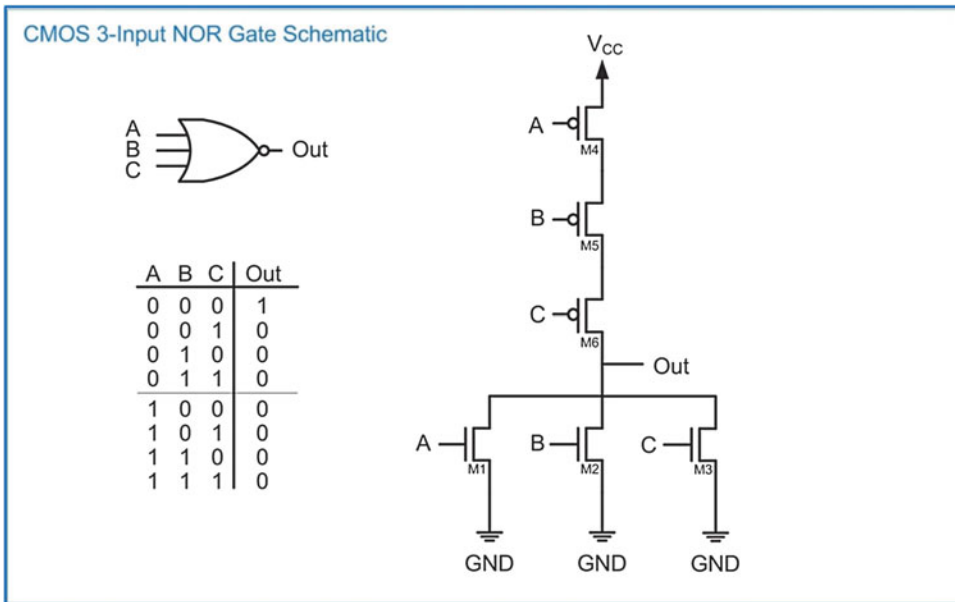 CMOS 3-Input NOR Gate Schematic
A
B
C
Out
A B C Out
0 0 0 1
0 0 1 0
0 1 0 0
0 1 1 0
1 0 0 0
1 0 1 0
1 1 0 0
1 1 1 0
VCC
A
M4
B
M5
C
M6
Out
A
M1
B
M2
C
M3
GND
GND
GND